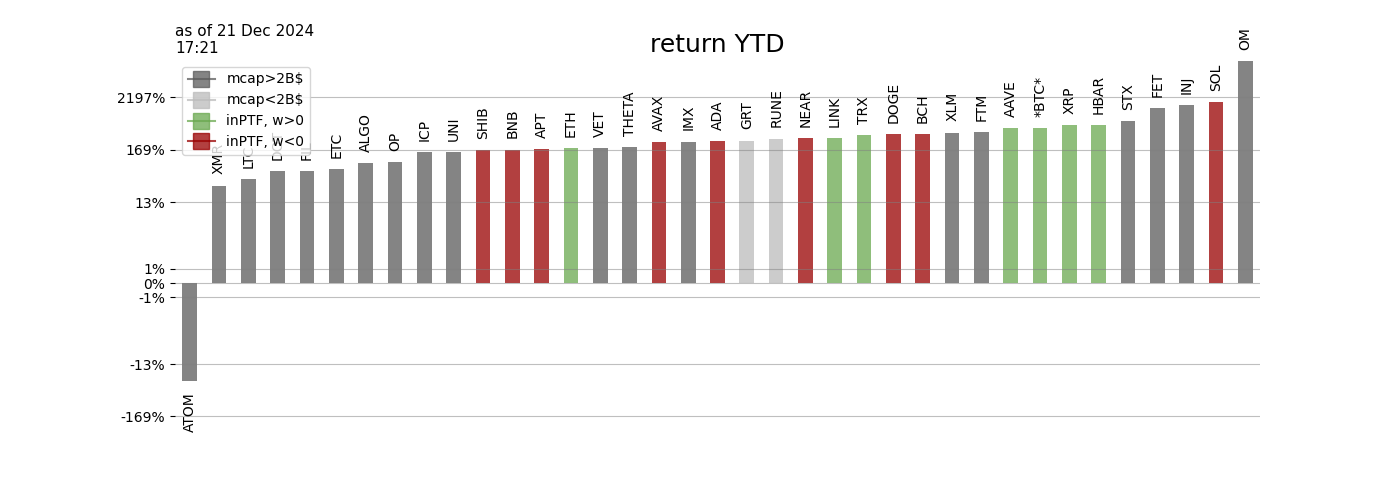 as of 21 Dec 2024
17:21
return YTD
mcap>2B$
mcap<2B$
inPTF, w>0
inPTF, w<0
2197%
169%
13%
1%
0%
-1%
-13%
-169%
ATOM
XMR
LTC
DOT
FIL
ETC
ALGO
OP
ICP
UNI
SHIB
BNB
APT
ETH
VET
THETA
AVAX
IMX
ADA
GRT
RUNE
NEAR
LINK
TRX
DOGE
BCH
XLM
FTM
AAVE
*BTC*
XRP
HBAR
STX
FET
INJ
SOL
OM